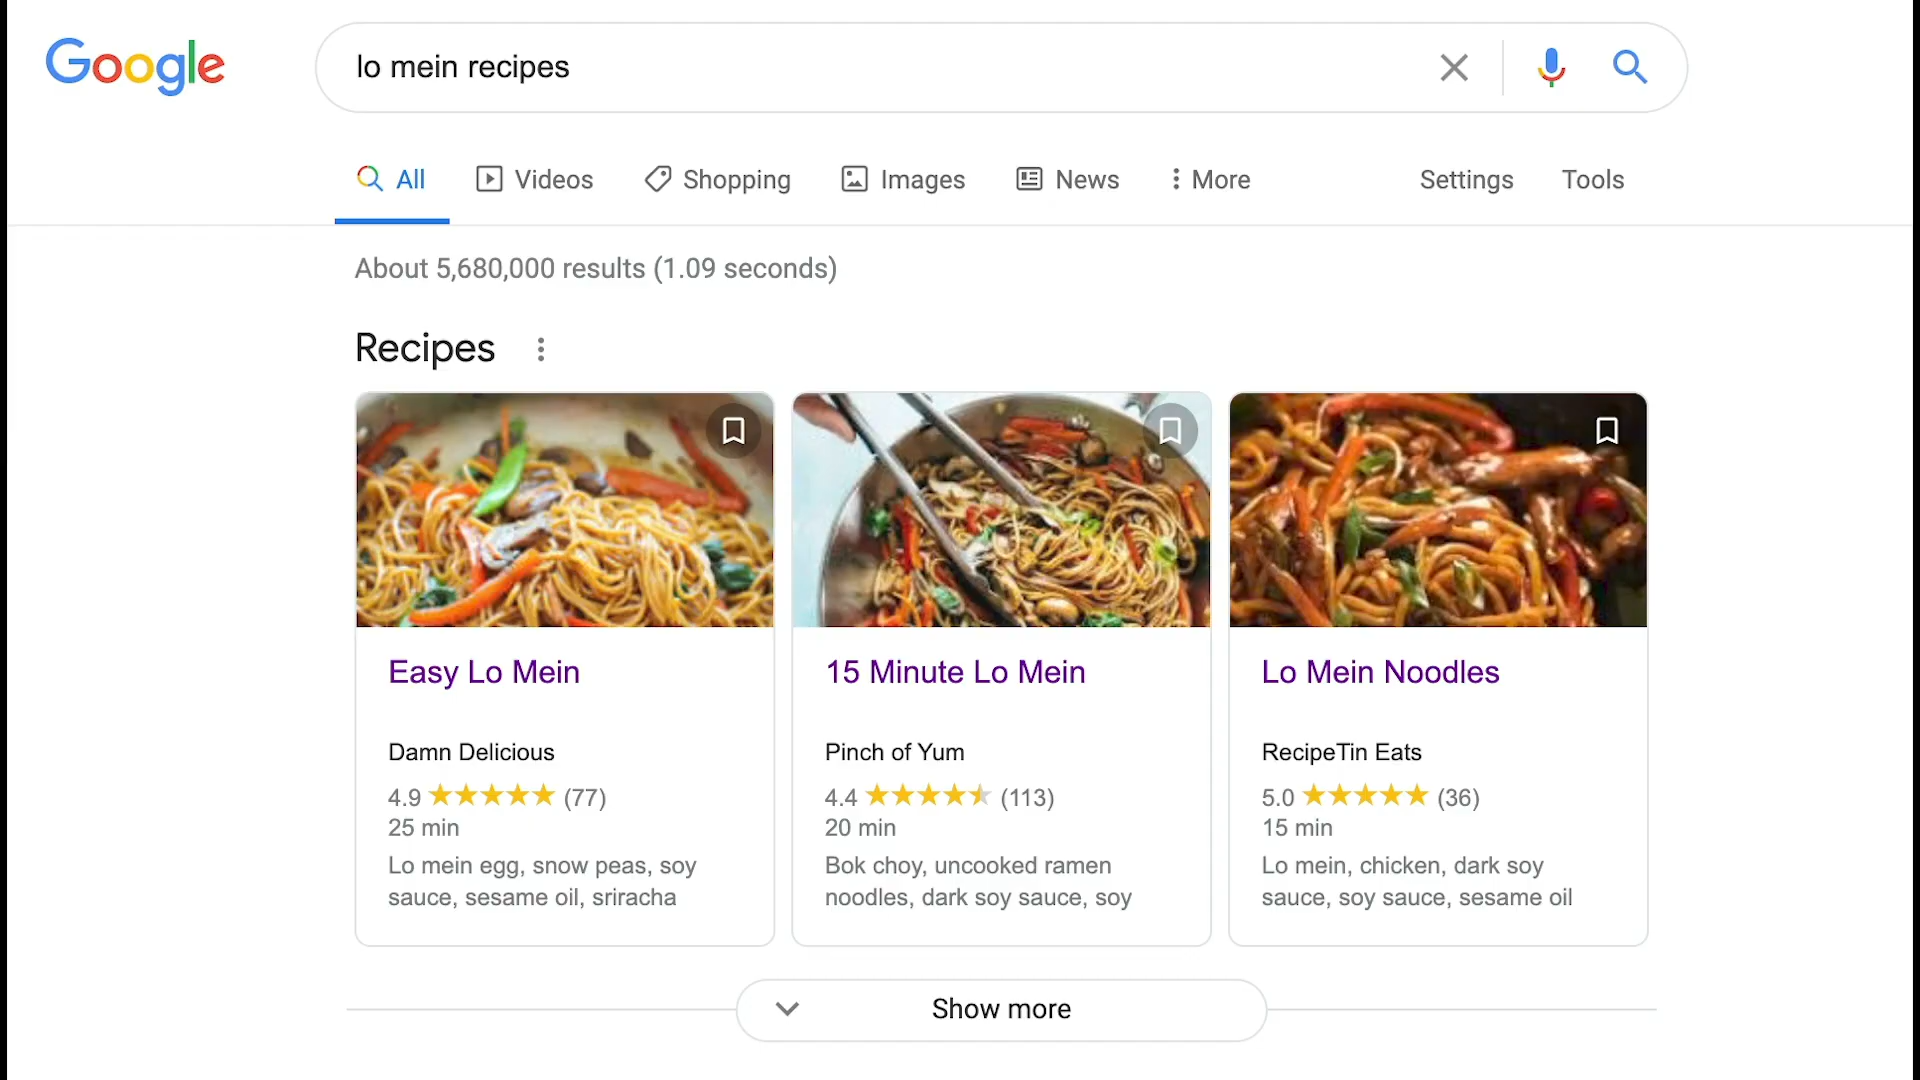 Google
lo mein recipes
All Videos Shopping Images News More Settings Tools
About 5,680,000 results (1.09 seconds)
Recipes
Easy Lo Mein
Damn Delicious
4.9 (77)
25 min
Lo mein egg, snow peas, soy
sauce, sesame oil, sriracha
15 Minute Lo Mein
Pinch of Yum
4.4 (113)
20 min
Bok choy, uncooked ramen
noodles, dark soy sauce, soy
Lo Mein Noodles
RecipeTin Eats
5.0 (36)
15 min
Lo mein, chicken, dark soy
sauce, soy sauce, sesame oil
Show more